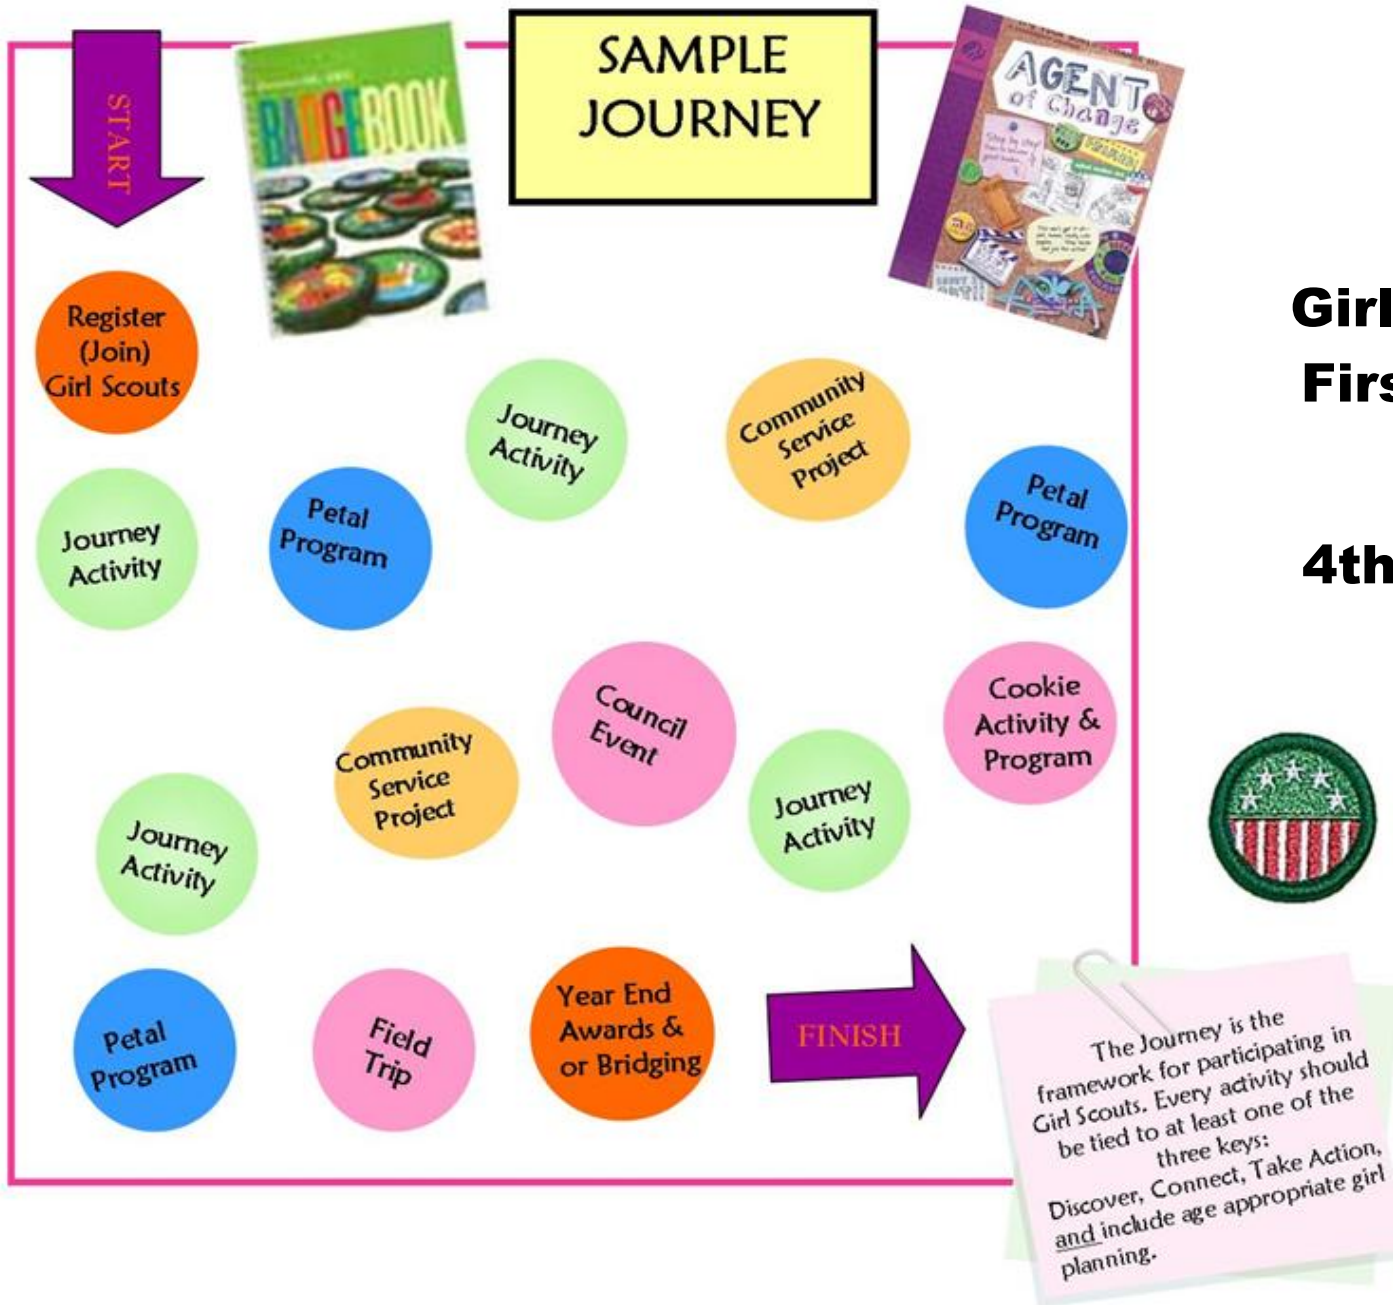 START
BADGEBOOK
SAMPLE
JOURNEY
AGENT
of Change
Register
(Join)
Girl Scouts
Journey
Activity
Petal
Program
Journey
Activity
Community
Service
Project
Petal
Program
Cookie
Activity &
Program
Journey
Activity
Council
Event
Community
Service
Project
Journey
Activity
Petal
Program
Field
Trip
Year End
Awards &
or Bridging
FINISH
Girl
Firs
4th
The Journey is the
framework for participating in
Girl Scouts. Every activity should
be tied to at least one of the
three keys:
Discover, Connect, Take Action,
and include age appropriate girl
planning.